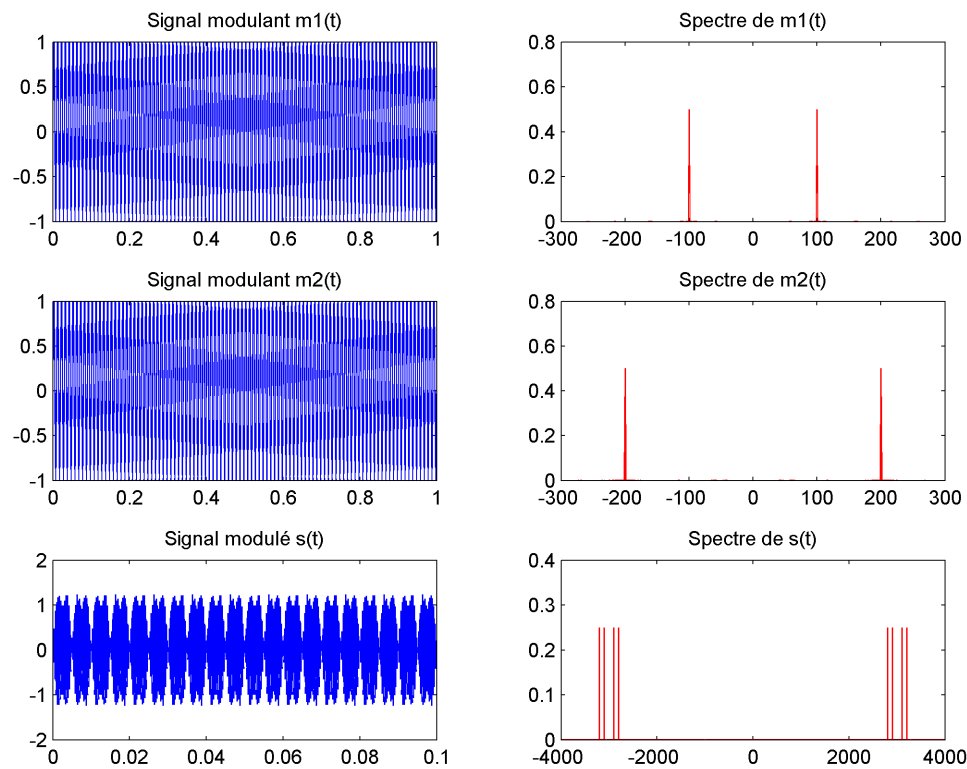 Signal modulant m1(t)
1
0.5
0
-0.5
-1
0 0.2 0.4 0.6 0.8 1
Spectre de m1(t)
0.8
0.6
0.4
0.2
0
-300 -200 -100 0 100 200 300
Signal modulant m2(t)
1
0.5
0
-0.5
-1
0 0.2 0.4 0.6 0.8 1
Spectre de m2(t)
0.8
0.6
0.4
0.2
0
-300 -200 -100 0 100 200 300
Signal modulé s(t)
2
1
0
-1
-2
0 0.02 0.04 0.06 0.08 0.1
Spectre de s(t)
0.4
0.3
0.2
0.1
0
-4000 -2000 0 2000 4000